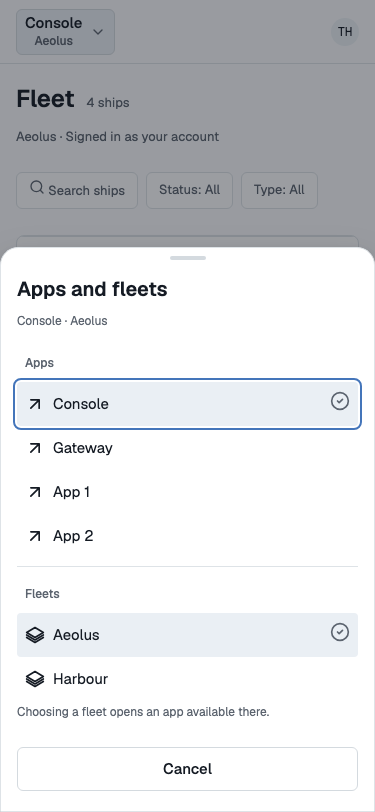 Console
Aeolus
TH
Fleet 4 ships
Aeolus · Signed in as your account
Search ships Status: All Type: All
Apps and fleets
Console · Aeolus
Apps
Console
Gateway
App 1
App 2
Fleets
Aeolus
Harbour
Choosing a fleet opens an app available there.
Cancel